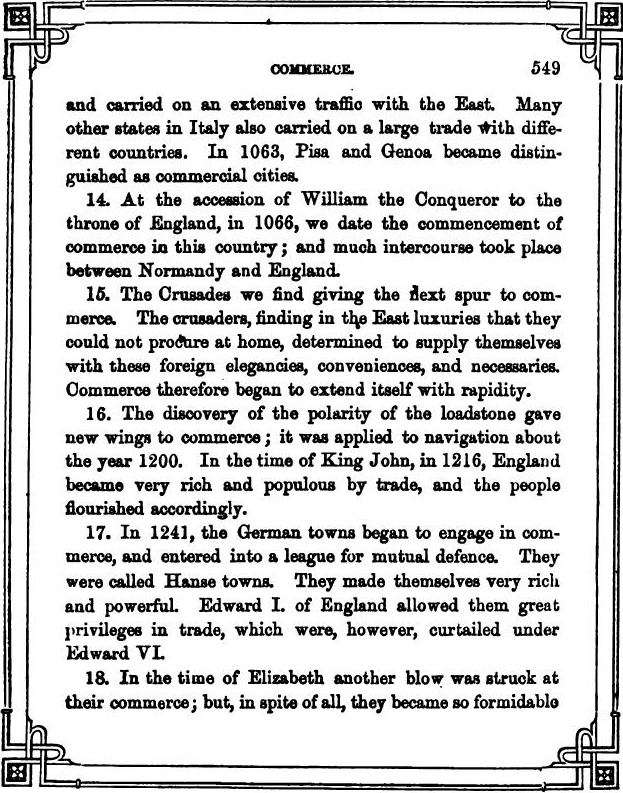 COMMERCE. 549
and carried on an extensive traffic with the East. Many
other states in Italy also carried on a large trade with diffe-
rent countries. In 1063, Pisa and Genoa became distin-
guished as commercial cities.
14. At the accession of William the Conqueror to the
throne of England, in 1066, we date the commencement of
commerce in this country; and much intercourse took place
between Normandy and England.
15. The Crusades we find giving the next spur to com-
merce. The crusaders, finding in the East luxuries that they
could not procure at home, determined to supply themselves
with these foreign elegancies, conveniences, and necessaries.
Commerce therefore began to extend itself with rapidity.
16. The discovery of the polarity of the loadstone gave
new wings to commerce; it was applied to navigation about
the year 1200. In the time of King John, in 1216, England
became very rich and populous by trade, and the people
flourished accordingly.
17. In 1241, the German towns began to engage in com-
merce, and entered into a league for mutual defence. They
were called Hanse towns. They made themselves very rich
and powerful. Edward I. of England allowed them great
privileges in trade, which were, however, curtailed under
Edward VI.
18. In the time of Elizabeth another blow was struck at
their commerce; but, in spite of all, they became so formidable